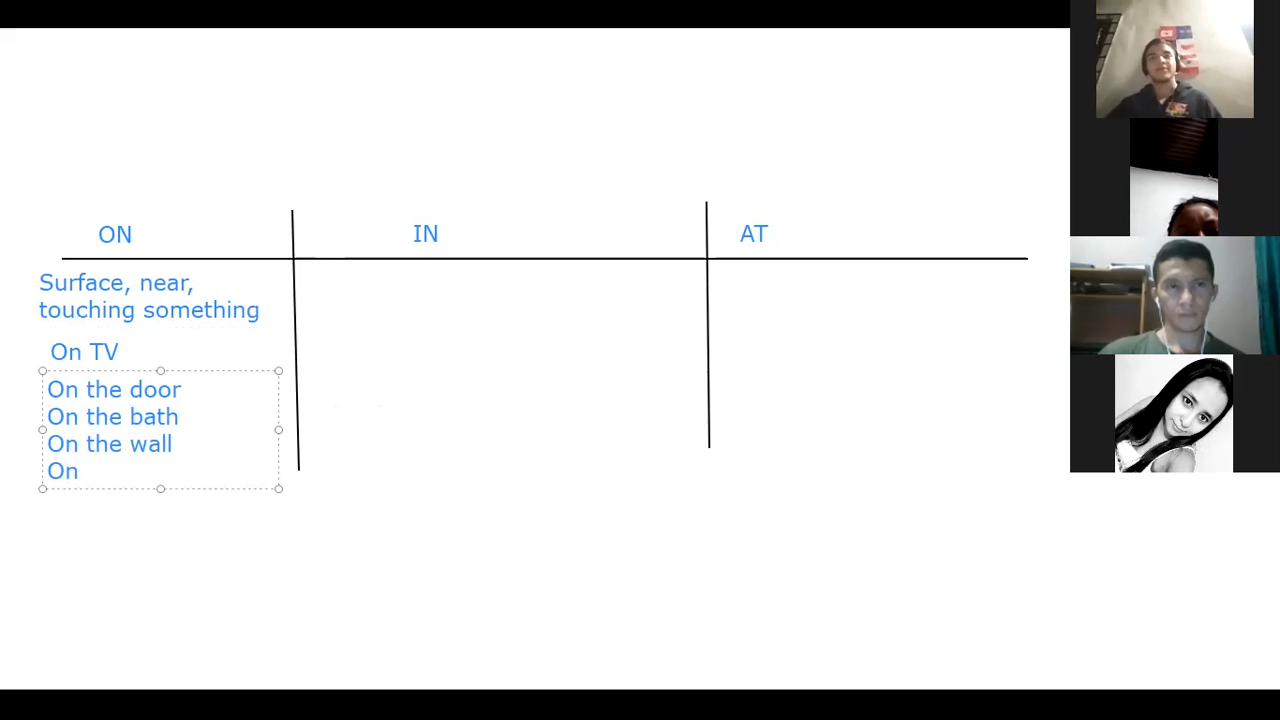 ON
IN
AT
Surface, near,
touching something
On TV
On the door
On the bath
On the wall
On